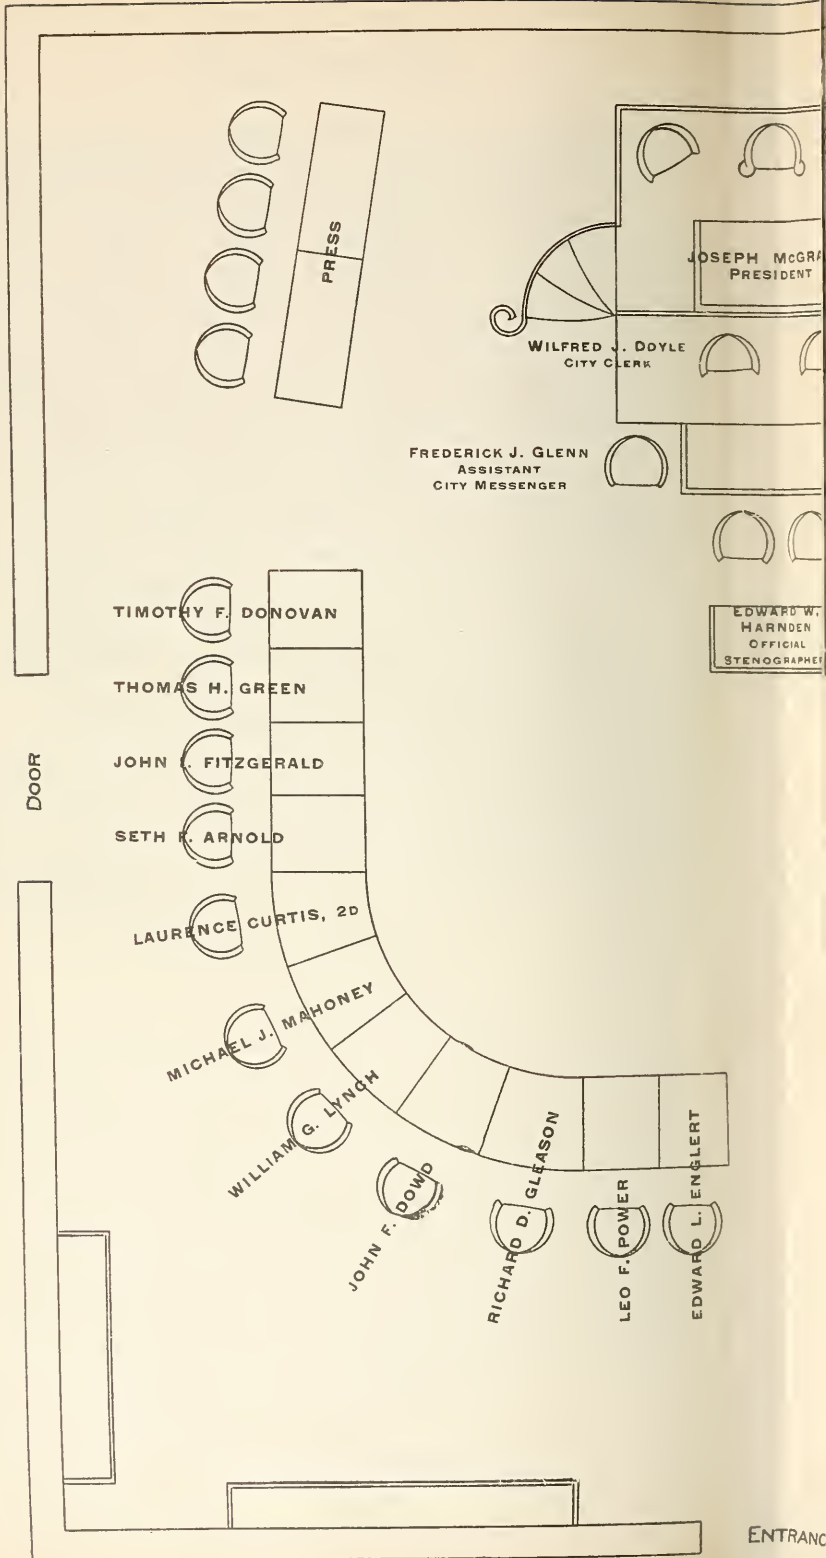 PRESS
JOSEPH MCGRA
PRESIDENT
WILFRED J. DOYLE
CITY CLERK
FREDERICK J. GLENN
ASSISTANT
CITY MESSENGER
EDWARD W.
HARNDEN
OFFICIAL
STENOGRAPHER
TIMOTHY F. DONOVAN
THOMAS H. GREEN
JOHN I. FITZGERALD
SETH F. ARNOLD
LAURENCE CURTIS, 2D
MICHAEL J. MAHONEY
WILLIAM G. LYNCH
JOHN F. DOWD
RICHARD D. GLEASON
LEO F. POWER
EDWARD L. ENGLERT
DOOR
ENTRANC